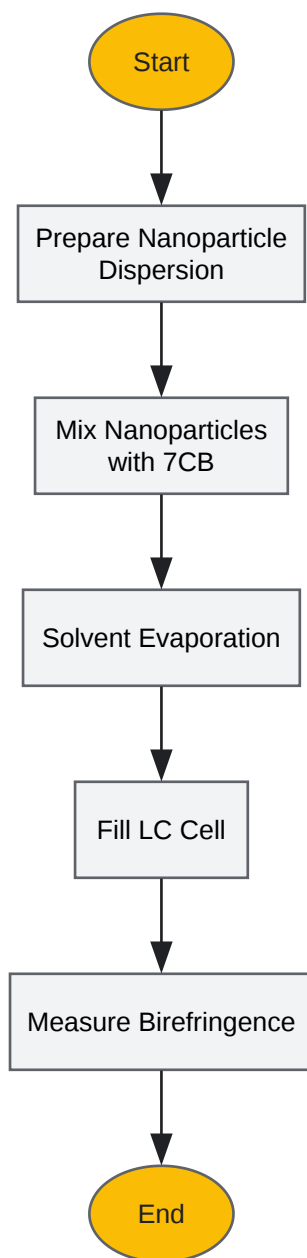 Start
Prepare Nanoparticle
Dispersion
Mix Nanoparticles
with 7CB
Solvent Evaporation
Fill LC Cell
Measure Birefringence
End